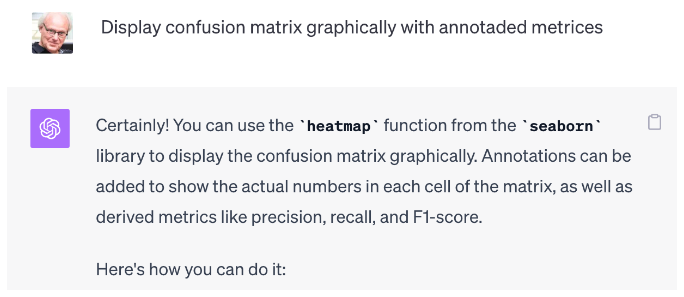 Display confusion matrix graphically with annotaded metrices
Certainly! You can use the `heatmap` function from the `seaborn`
library to display the confusion matrix graphically. Annotations can be
added to show the actual numbers in each cell of the matrix, as well as
derived metrics like precision, recall, and F1-score.
Here's how you can do it: